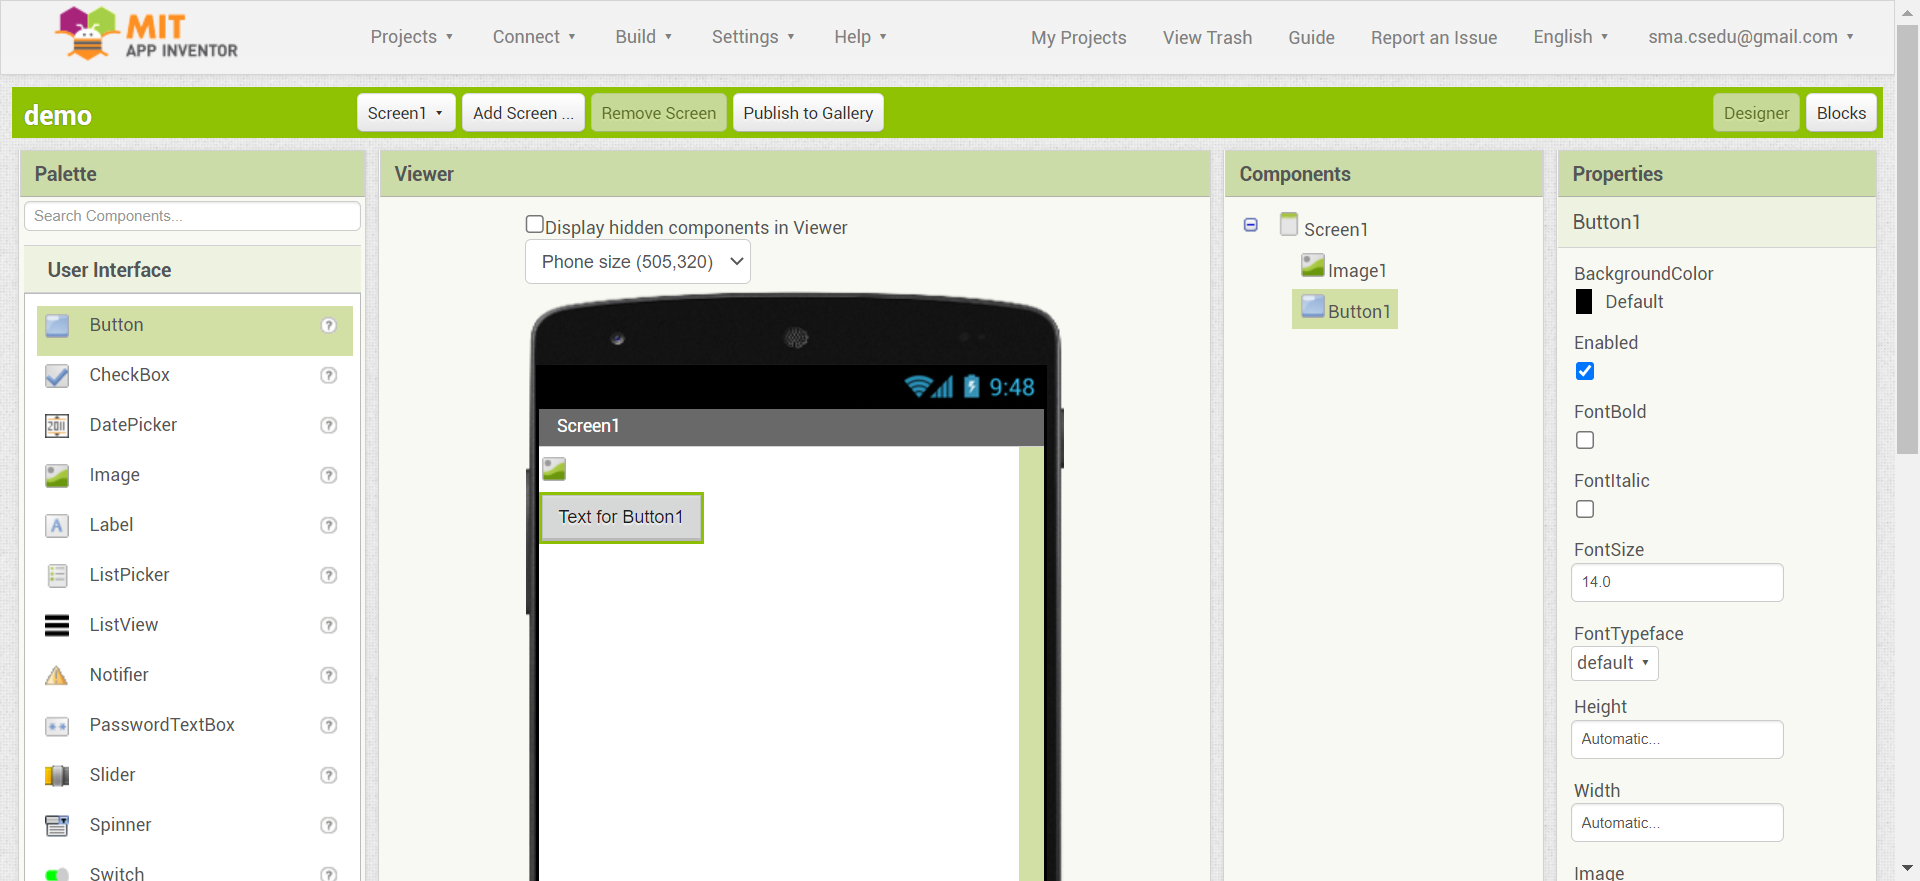 MIT
APP INVENTOR
Projects Connect Build Settings Help My Projects View Trash Guide Report an Issue English sma.csedu@gmail.com
demo Screen1 Add Screen ... Remove Screen Publish to Gallery Designer Blocks
Palette
Search Components...
User Interface
Button ?
CheckBox ?
2011 DatePicker ?
Image ?
A Label ?
ListPicker ?
ListView ?
Notifier ?
PasswordTextBox ?
Slider ?
Spinner ?
Switch ?
Viewer
Display hidden components in Viewer
Phone size (505,320)
9:48
Screen1
Text for Button1
Components
Screen1
Image1
Button1
Properties
Button1
BackgroundColor
Default
Enabled
FontBold
FontItalic
FontSize
14.0
FontTypeface
default
Height
Automatic...
Width
Automatic...
Image